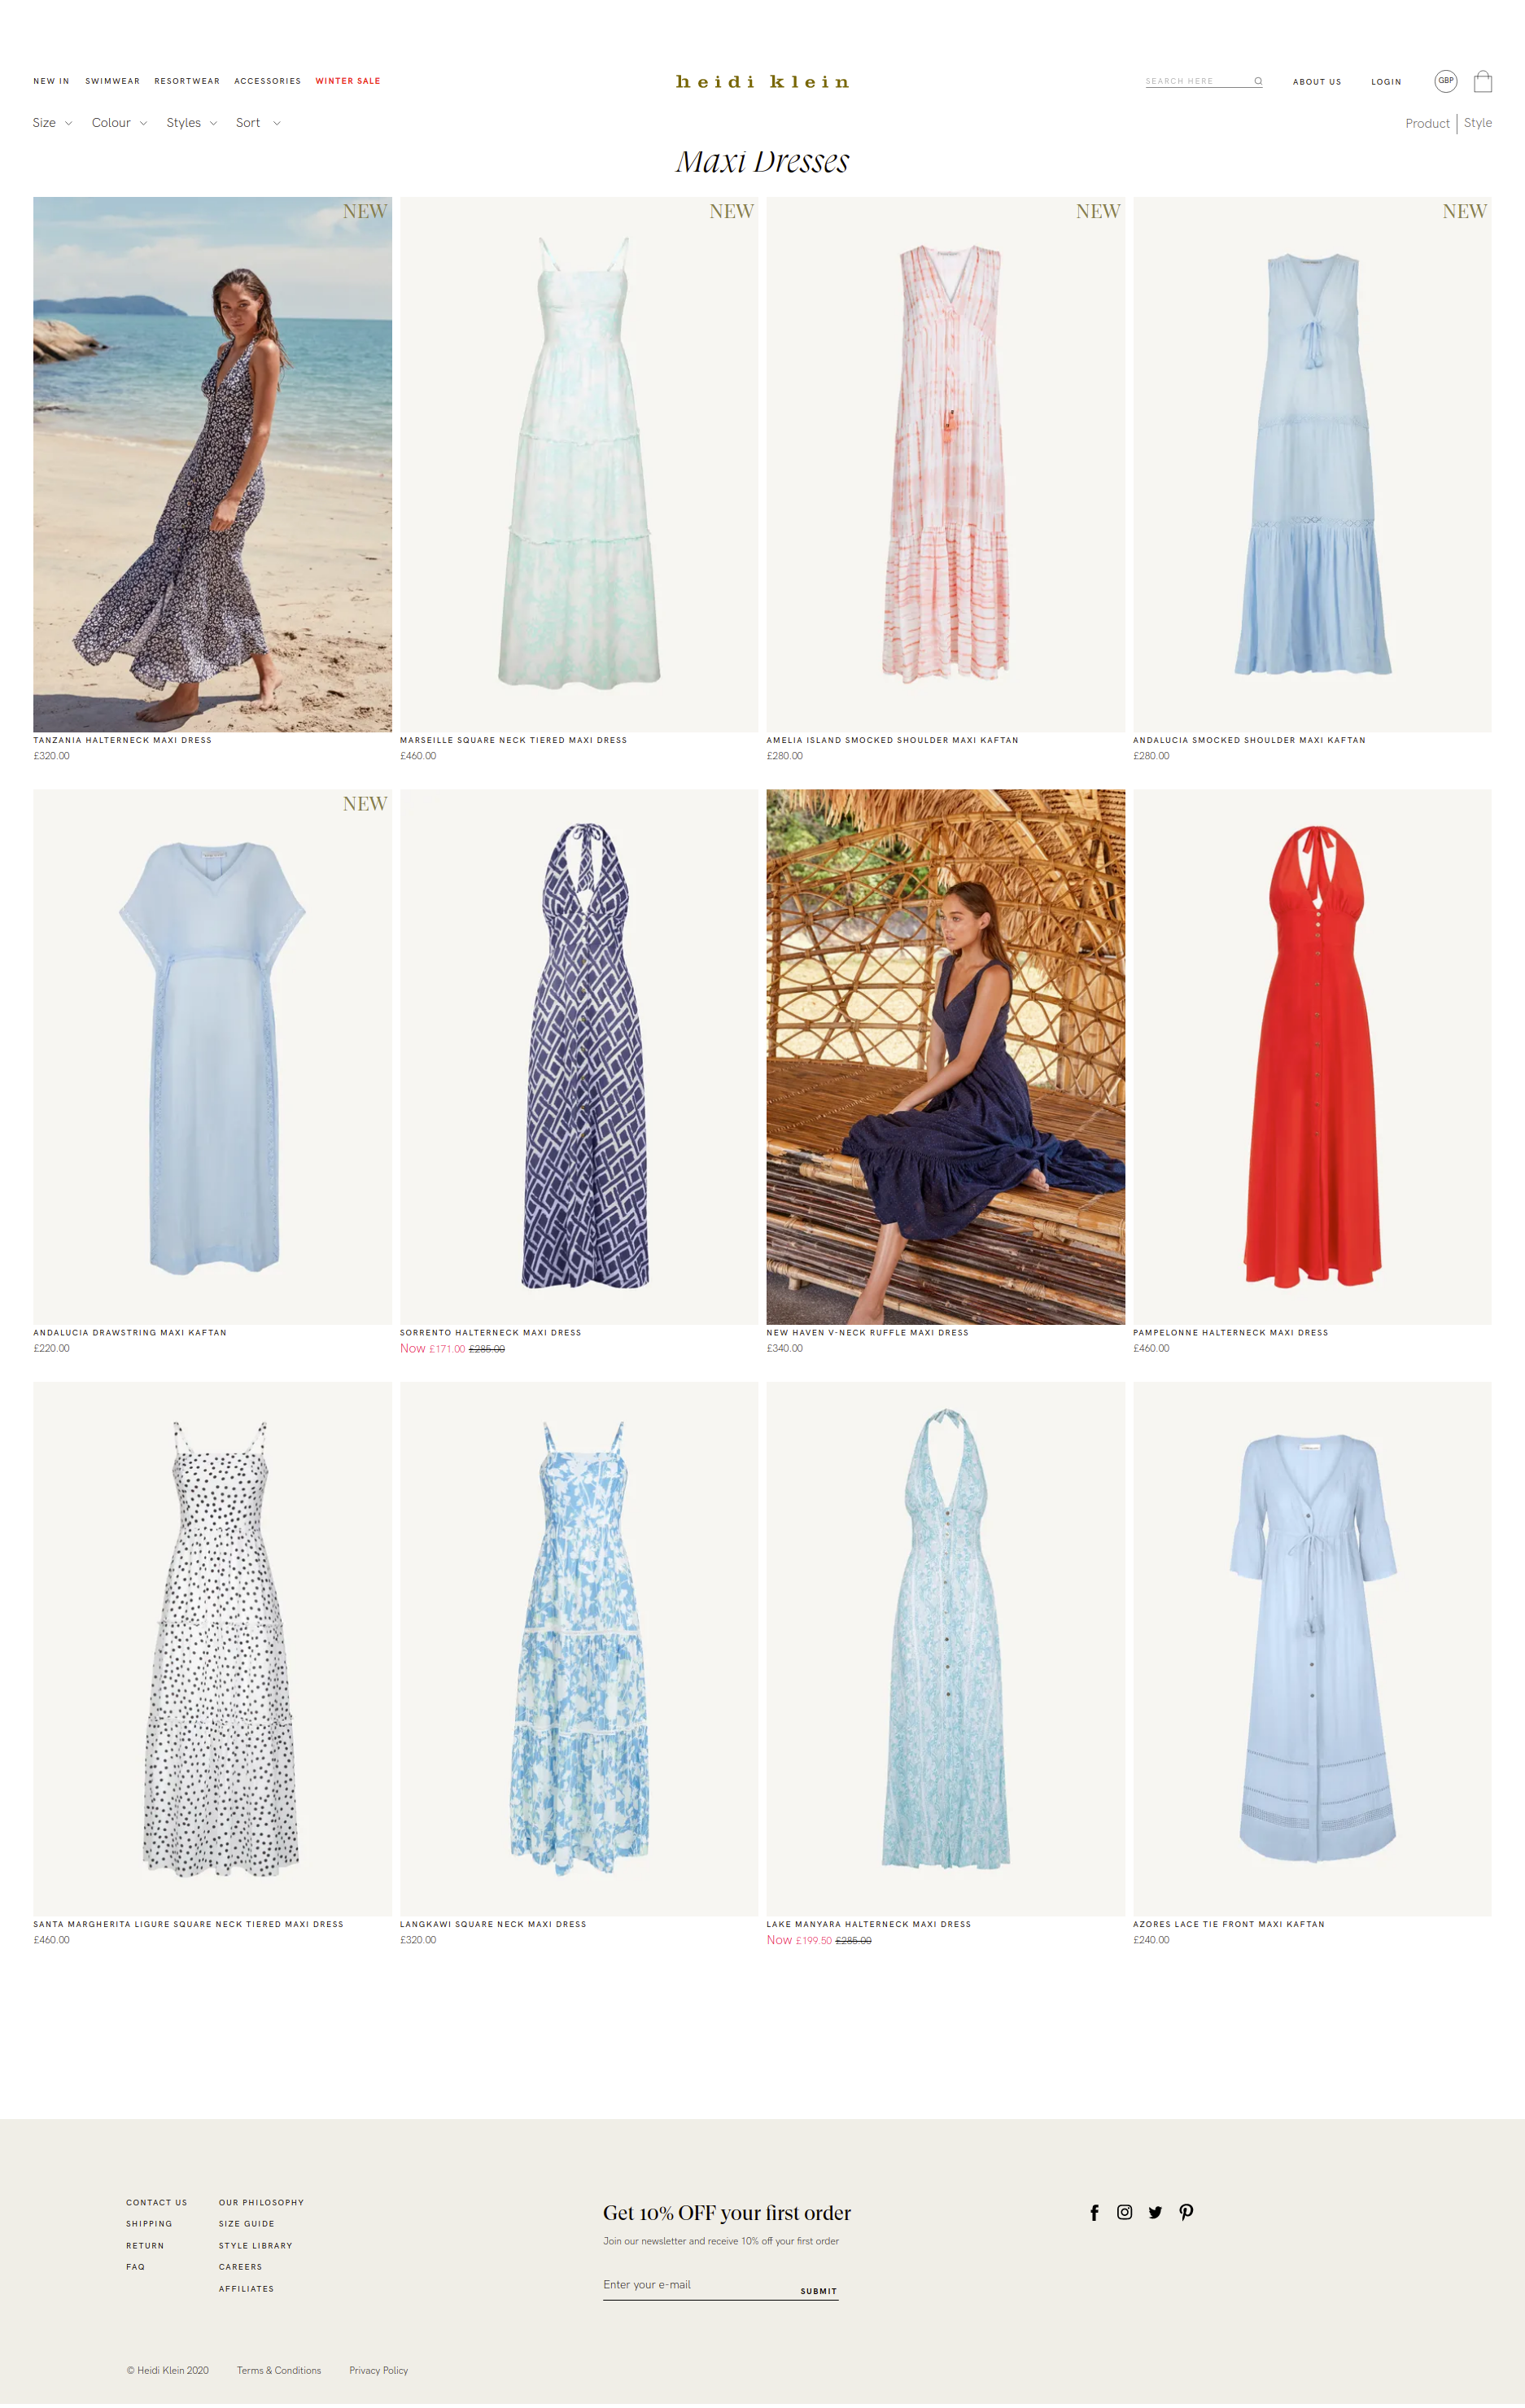 NEW IN SWIMWEAR RESORTWEAR ACCESSORIES WINTER SALE
heidi klein
SEARCH HERE
ABOUT US LOGIN GBP
Size Colour Styles Sort
Product Style
Maxi Dresses
NEW
NEW
NEW
NEW
TANZANIA HALTERNECK MAXI DRESS
£320.00
MARSEILLE SQUARE NECK TIERED MAXI DRESS
£460.00
AMELIA ISLAND SMOCKED SHOULDER MAXI KAFTAN
£280.00
ANDALUCIA SMOCKED SHOULDER MAXI KAFTAN
£280.00
NEW
ANDALUCIA DRAWSTRING MAXI KAFTAN
£220.00
SORRENTO HALTERNECK MAXI DRESS
Now £171.00 £285.00
NEW HAVEN V-NECK RUFFLE MAXI DRESS
£340.00
PAMPELONNE HALTERNECK MAXI DRESS
£460.00
SANTA MARGHERITA LIGURE SQUARE NECK TIERED MAXI DRESS
£460.00
LANGKAWI SQUARE NECK MAXI DRESS
£320.00
LAKE MANYARA HALTERNECK MAXI DRESS
Now £199.50 £285.00
AZORES LACE TIE FRONT MAXI KAFTAN
£240.00
CONTACT US
SHIPPING
RETURN
FAQ
OUR PHILOSOPHY
SIZE GUIDE
STYLE LIBRARY
CAREERS
AFFILIATES
Get 10% OFF your first order
Join our newsletter and receive 10% off your first order
Enter your e-mail
SUBMIT
© Heidi Klein 2020 Terms & Conditions Privacy Policy